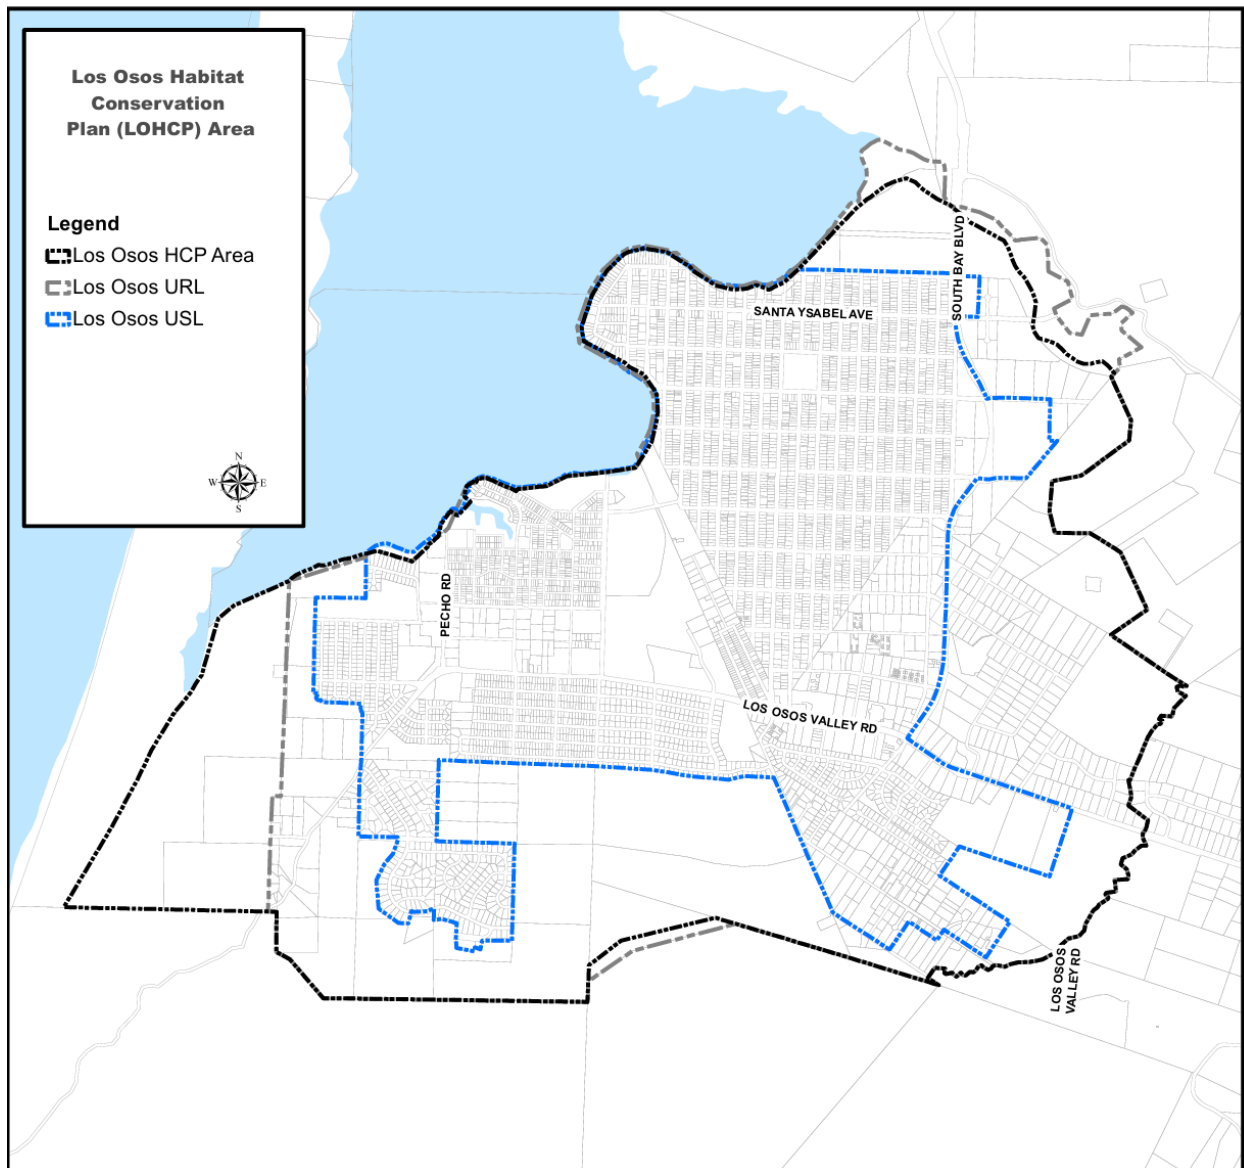 Los Osos Habitat
Conservation
Plan (LOHCP) Area
Legend
Los Osos HCP Area
Los Osos URL
Los Osos USL
N
W
E
S
SOUTH BAY BLVD
SANTA YSABEL AVE
PECHO RD
LOS OSOS VALLEY RD
LOS OSOS
VALLEY RD